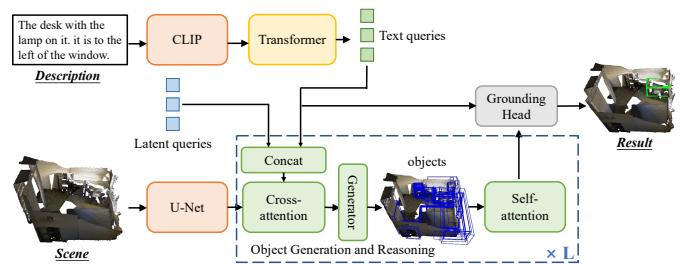 The desk with the
lamp on it. it is to the
left of the window.
Description
CLIP
Transformer
Text queries
Latent queries
Grounding
Head
Result
Concat
objects
Scene
U-Net
Cross-
attention
Generator
Self-
attention
Object Generation and Reasoning
× L